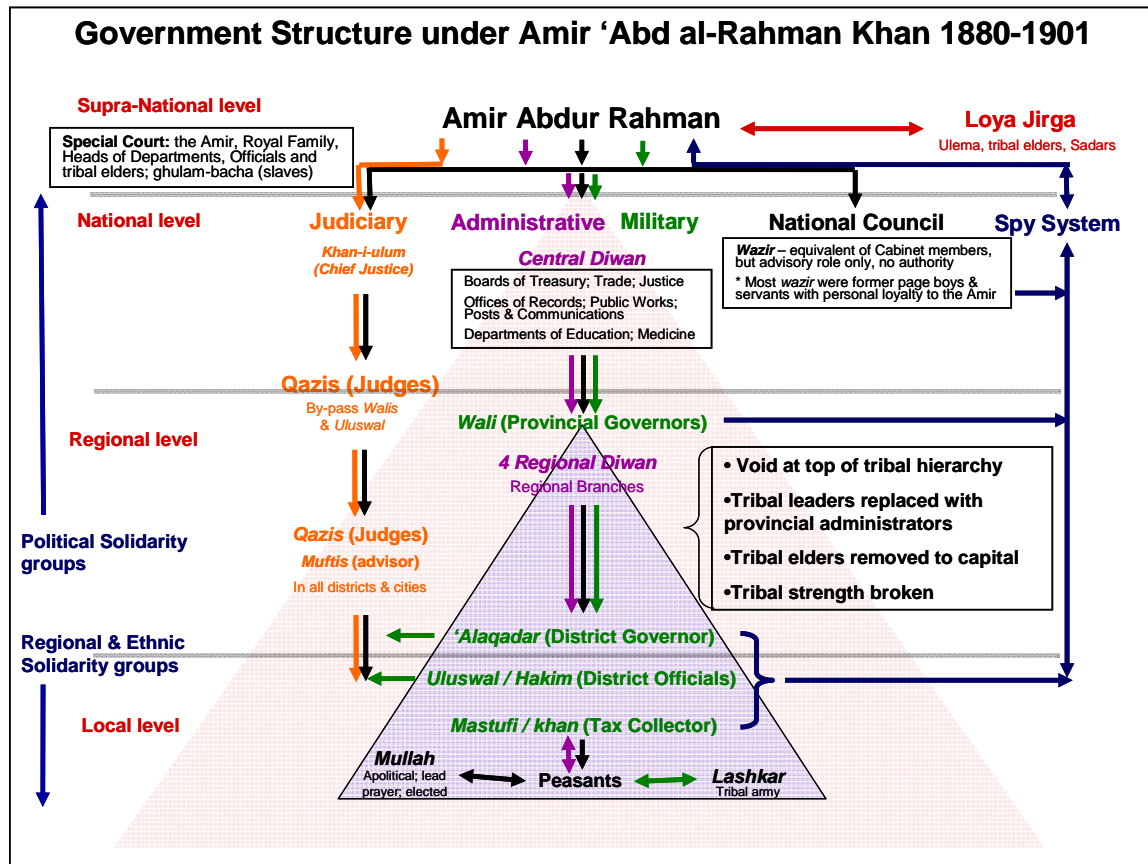 Government Structure under Amir ‘Abd al-Rahman Khan 1880-1901
Supra-National level
Special Court: the Amir, Royal Family,
Heads of Departments, Officials and
tribal elders; ghulam-bacha (slaves)
Amir Abdur Rahman
Loya Jirga
Ulema, tribal elders, Sadars
National level
Judiciary
Administrative
Military
National Council
Spy System
Khan-i-ulum
(Chief Justice)
Central Diwan
Boards of Treasury; Trade; Justice
Offices of Records; Public Works;
Posts & Communications
Departments of Education; Medicine
Wazir – equivalent of Cabinet members,
but advisory role only, no authority
* Most wazir were former page boys &
servants with personal loyalty to the Amir
Qazis (Judges)
By-pass Walis
& Uluswal
Regional level
Wali (Provincial Governors)
4 Regional Diwan
Regional Branches
• Void at top of tribal hierarchy
•Tribal leaders replaced with
provincial administrators
•Tribal elders removed to capital
•Tribal strength broken
Political Solidarity
groups
Qazis (Judges)
Muftis (advisor)
In all districts & cities
Regional & Ethnic
Solidarity groups
‘Alaqadar (District Governor)
Uluswal / Hakim (District Officials)
Local level
Mastufi / khan (Tax Collector)
Mullah
Apolitical; lead
prayer; elected
Peasants
Lashkar
Tribal army